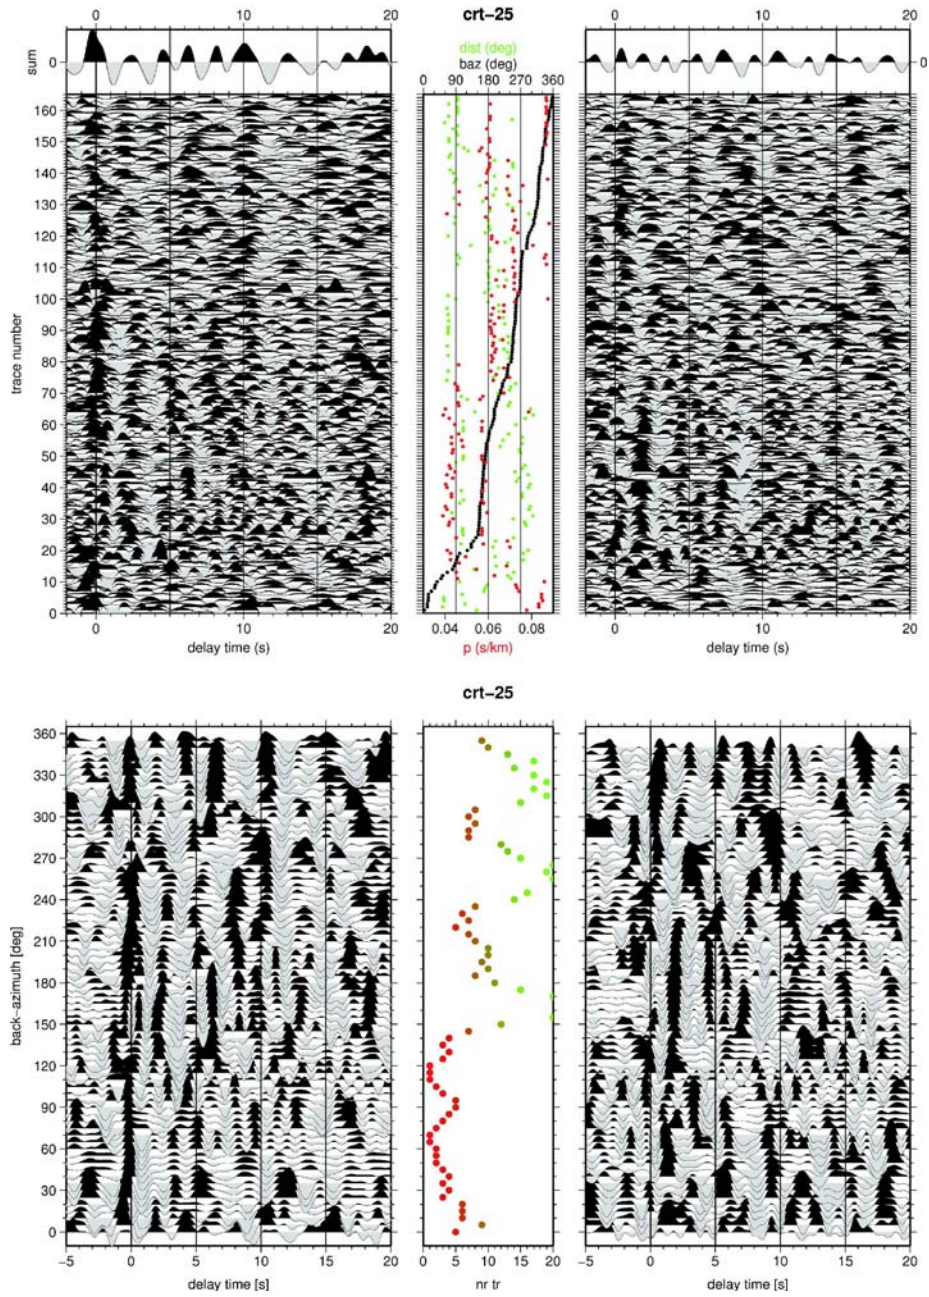 crt-25
dist (deg)
baz (deg)
0 10 20
0 90 180 270 360
0 10 20
sum
0
0
trace number
160
150
140
130
120
110
100
90
80
70
60
50
40
30
20
10
0
0 10 20
0.04 0.06 0.08
0 10 20
delay time (s)
p (s/km)
delay time (s)
crt-25
back-azimuth [deg]
360
330
300
270
240
210
180
150
120
90
60
30
0
-5 0 5 10 15 20
0 5 10 15 20
-5 0 5 10 15 20
delay time [s]
nr tr
delay time [s]